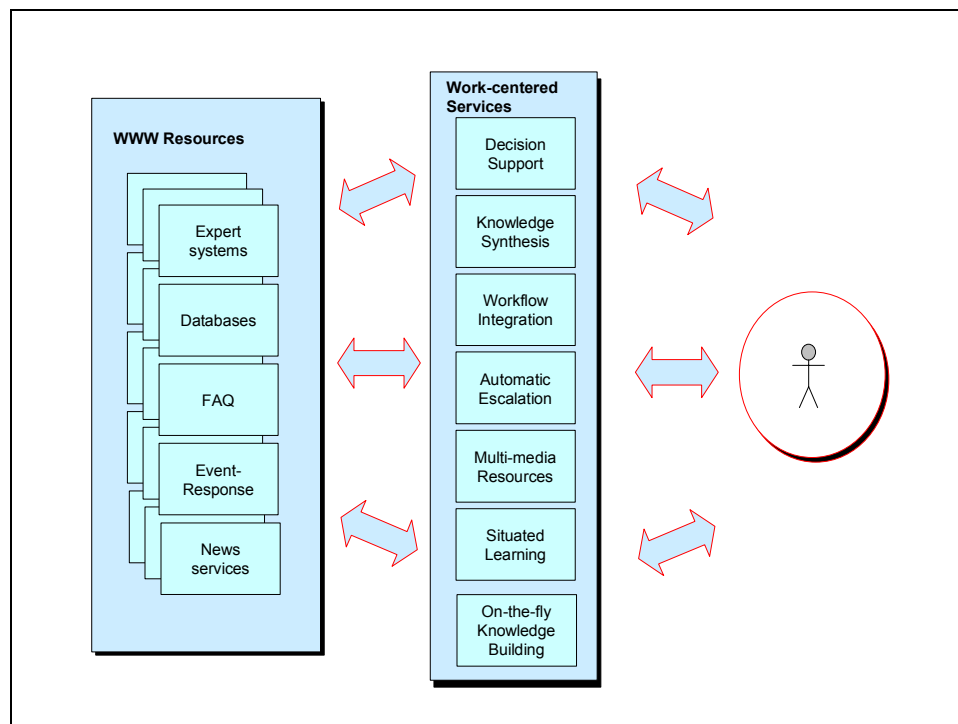 WWW Resources
Expert
systems
Databases
FAQ
Event-
Response
News
services
Work-centered
Services
Decision
Support
Knowledge
Synthesis
Workflow
Integration
Automatic
Escalation
Multi-media
Resources
Situated
Learning
On-the-fly
Knowledge
Building